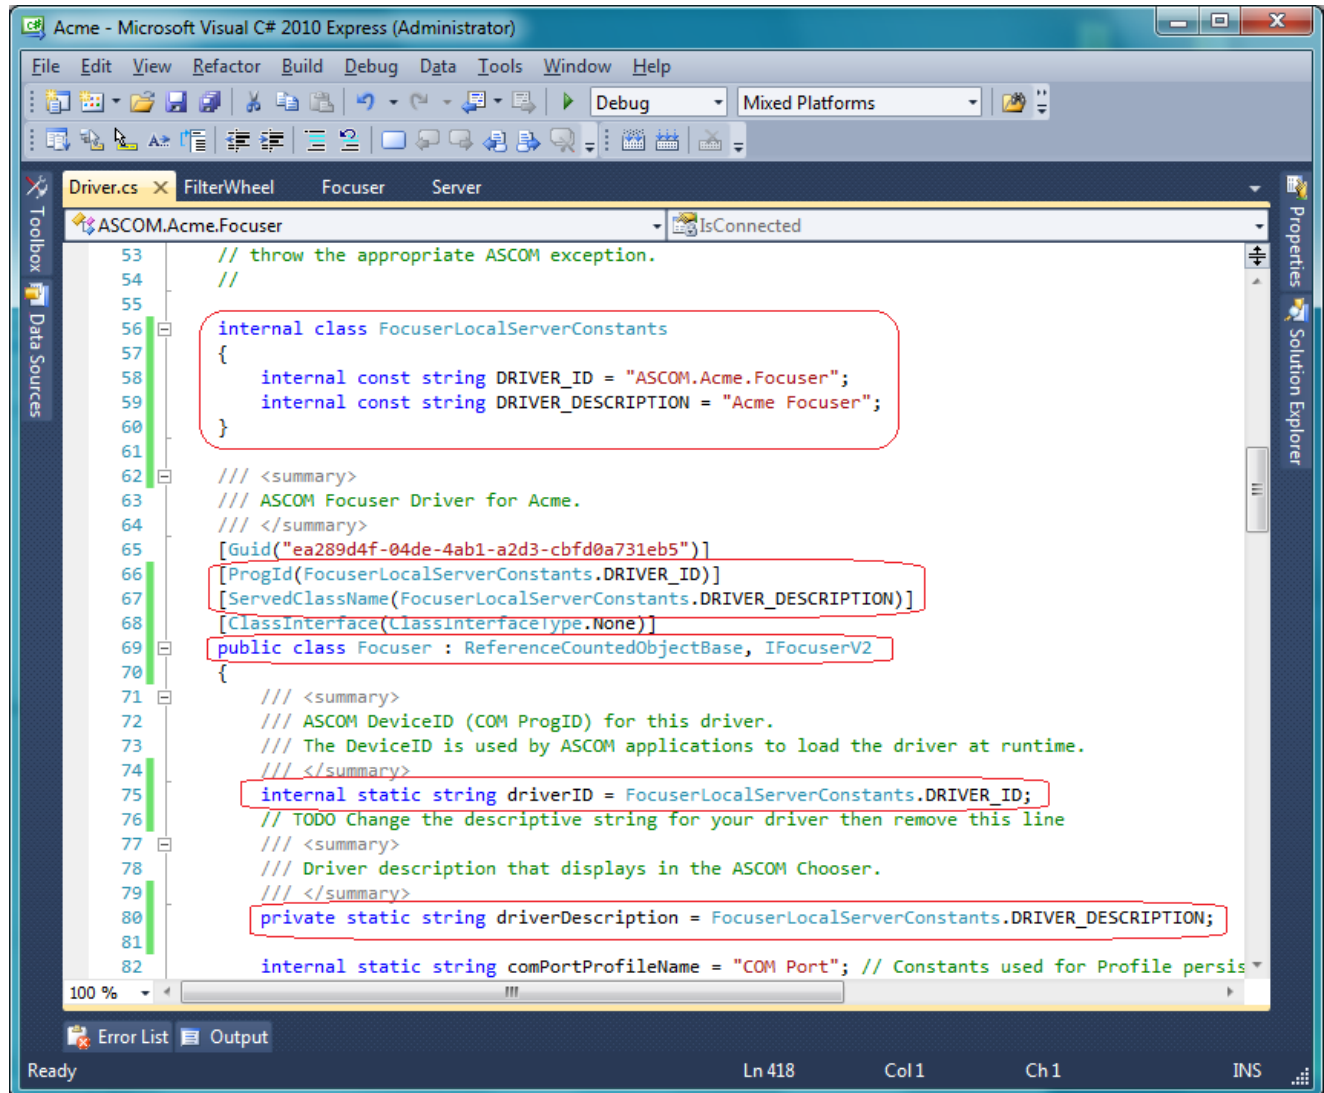 Acme - Microsoft Visual C# 2010 Express (Administrator)
File Edit View Refactor Build Debug Data Tools Window Help
Debug Mixed Platforms
Driver.cs FilterWheel Focuser Server
ASCOM.Acme.Focuser IsConnected
Toolbox
Data Sources
Properties
Solution Explorer
53 // throw the appropriate ASCOM exception.
54 //
55
56 internal class FocuserLocalServerConstants
57 {
58 internal const string DRIVER_ID = "ASCOM.Acme.Focuser";
59 internal const string DRIVER_DESCRIPTION = "Acme Focuser";
60 }
61
62 /// <summary>
63 /// ASCOM Focuser Driver for Acme.
64 /// </summary>
65 [Guid("ea289d4f-04de-4ab1-a2d3-cbfd0a731eb5")]
66 [ProgId(FocuserLocalServerConstants.DRIVER_ID)]
67 [ServedClassName(FocuserLocalServerConstants.DRIVER_DESCRIPTION)]
68 [ClassInterface(ClassInterfaceType.None)]
69 public class Focuser : ReferenceCountedObjectBase, IFocuserV2
70 {
71 /// <summary>
72 /// ASCOM DeviceID (COM ProgID) for this driver.
73 /// The DeviceID is used by ASCOM applications to load the driver at runtime.
74 /// </summary>
75 internal static string driverID = FocuserLocalServerConstants.DRIVER_ID;
76 // TODO Change the descriptive string for your driver then remove this line
77 /// <summary>
78 /// Driver description that displays in the ASCOM Chooser.
79 /// </summary>
80 private static string driverDescription = FocuserLocalServerConstants.DRIVER_DESCRIPTION;
81
82 internal static string comPortProfileName = "COM Port"; // Constants used for Profile persis
100 %
Error List Output
Ready Ln 418 Col 1 Ch 1 INS